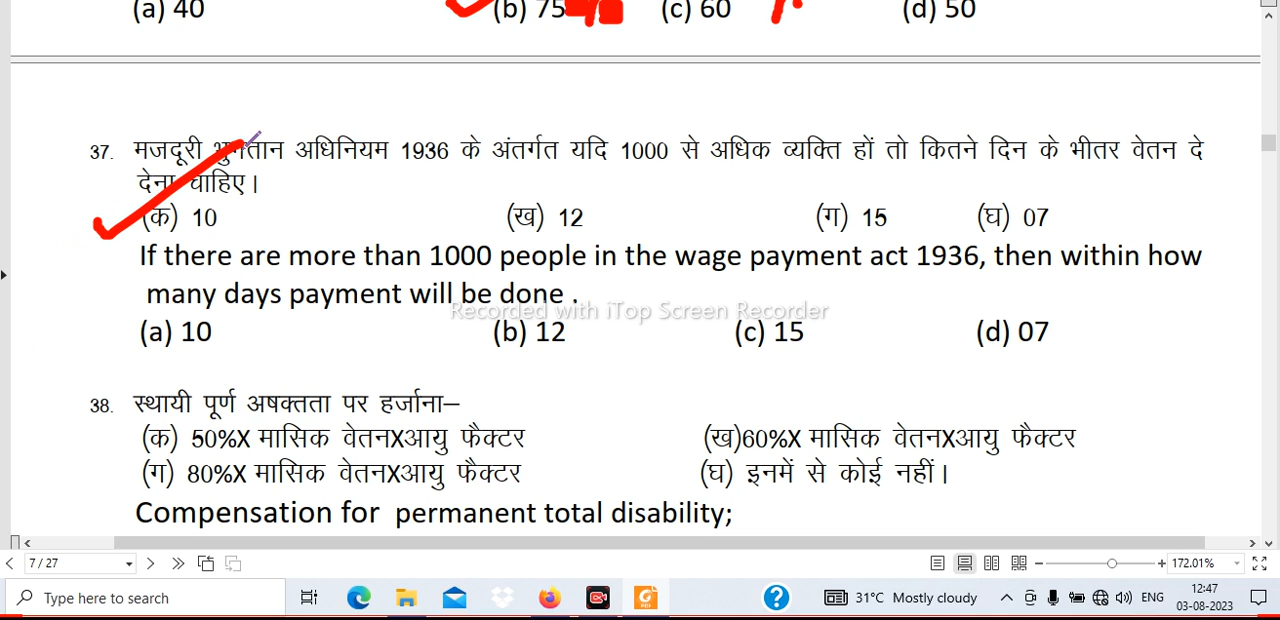 (a) 40 (b) 75 (c) 60 (d) 50
37. मजदूरी भुगतान अधिनियम 1936 के अंतर्गत यदि 1000 से अधिक व्यक्ति हों तो कितने दिन के भीतर वेतन दे
देना चाहिए।
(क) 10 (ख) 12 (ग) 15 (घ) 07
If there are more than 1000 people in the wage payment act 1936, then within how
many days payment will be done .
Recorded with iTop Screen Recorder
(a) 10 (b) 12 (c) 15 (d) 07
38. स्थायी पूर्ण अषक्तता पर हर्जाना–
(क) 50%X मासिक वेतनXआयु फैक्टर (ख)60%X मासिक वेतनXआयु फैक्टर
(ग) 80%X मासिक वेतनXआयु फैक्टर (घ) इनमें से कोई नहीं।
Compensation for permanent total disability;
7 / 27 172.01%
Type here to search 31°C Mostly cloudy ENG 12:47
03-08-2023